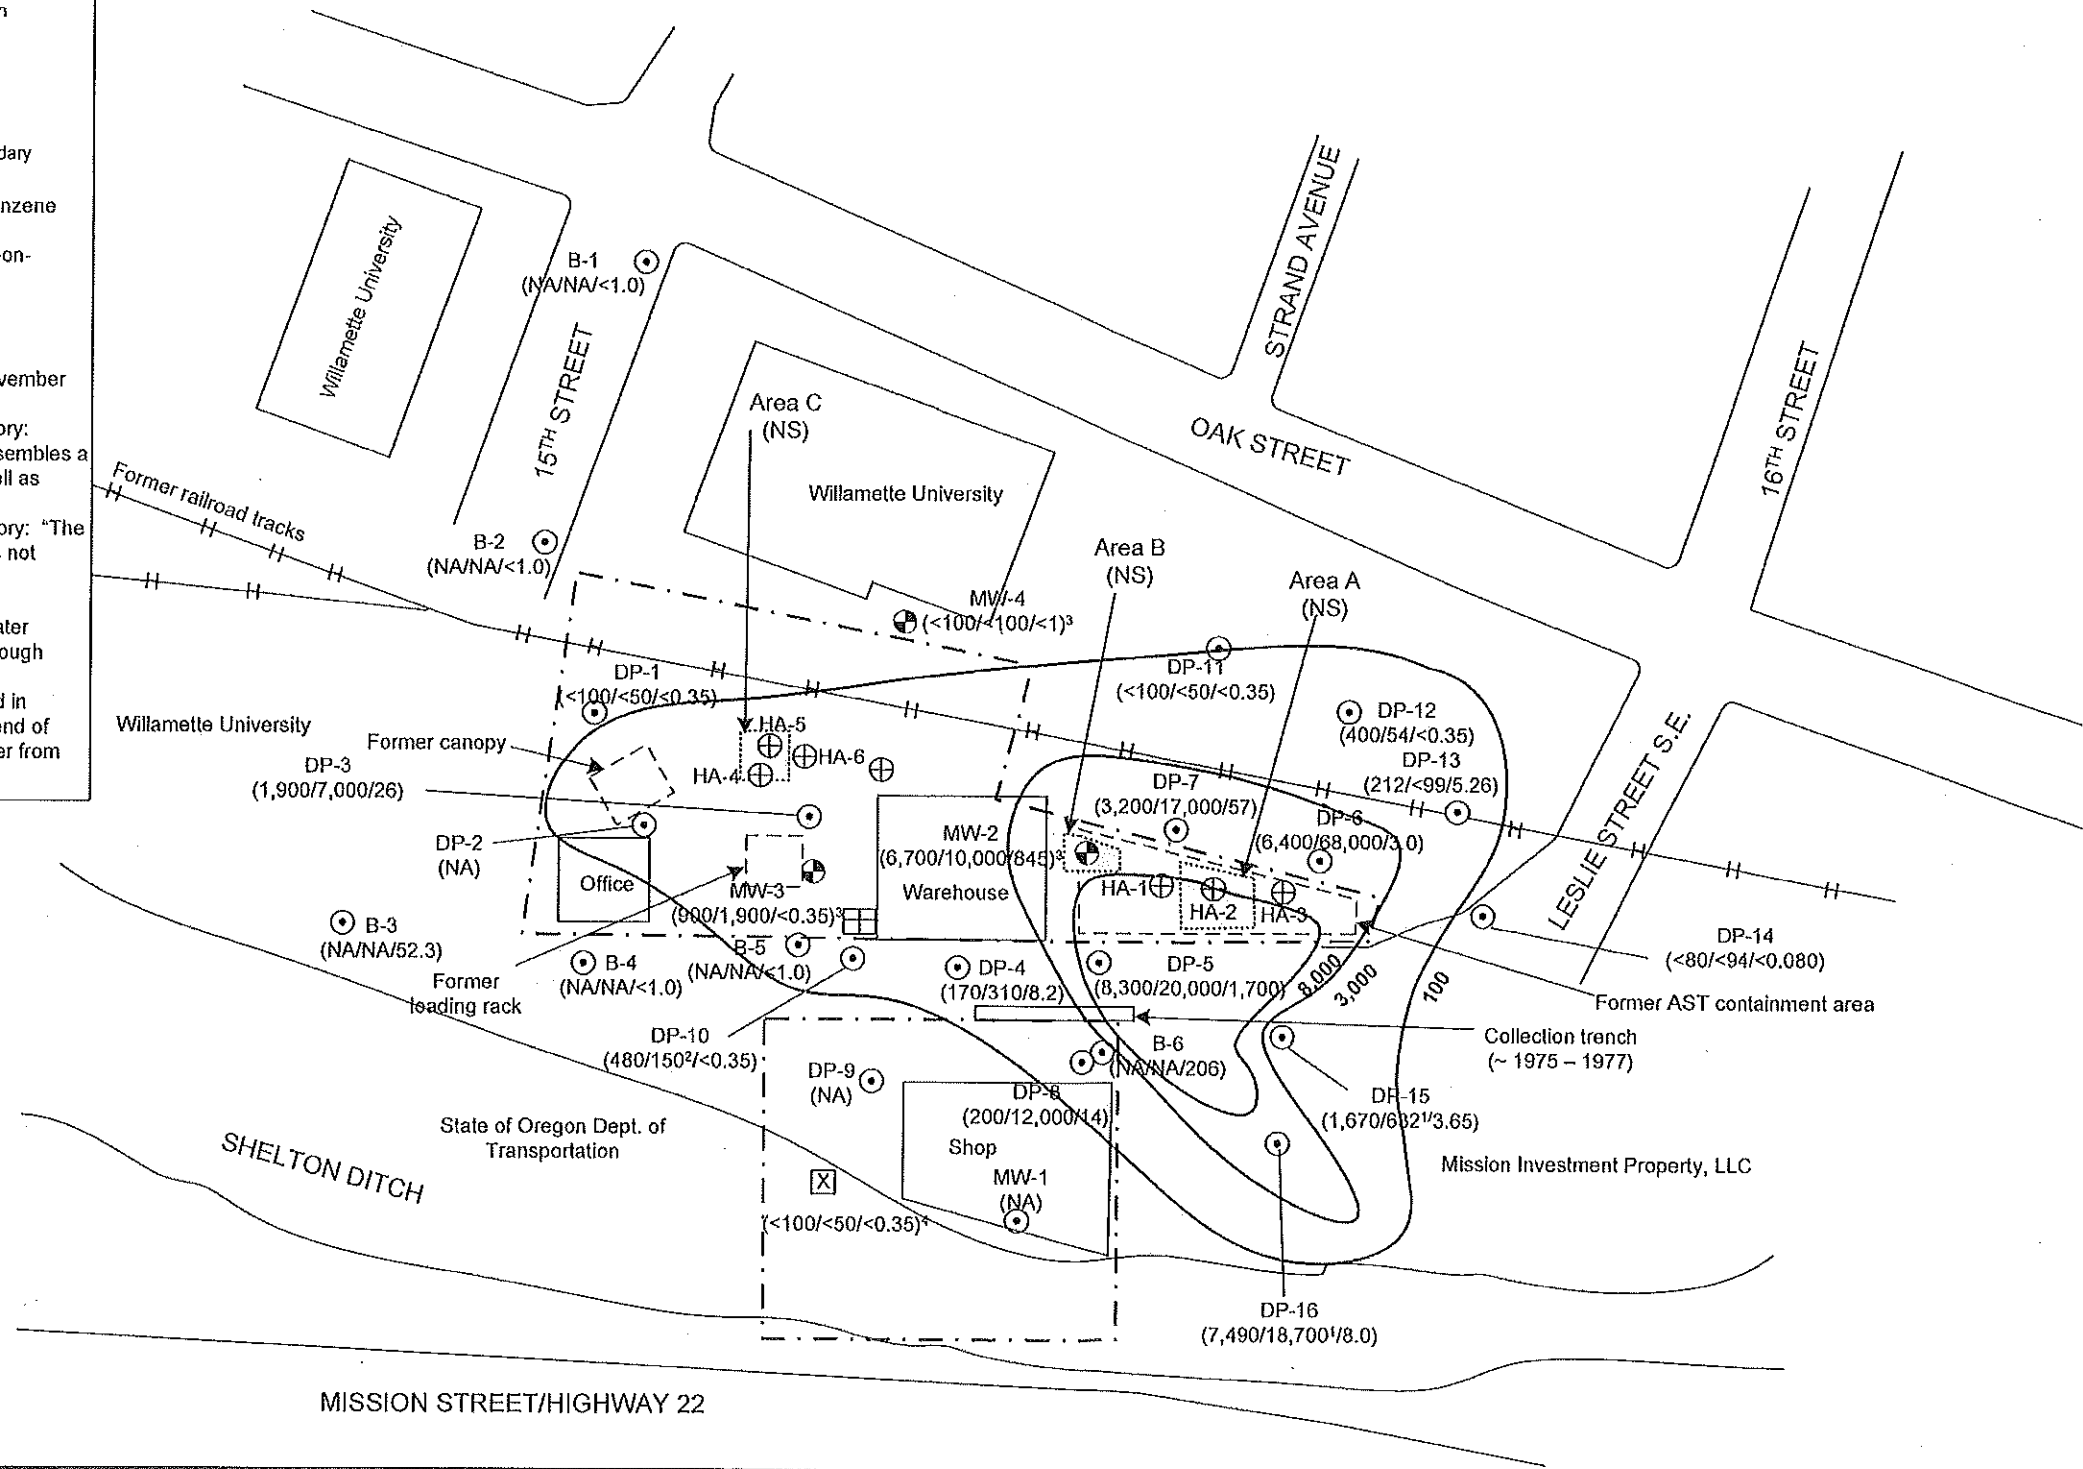 dary
nzene
-on-
vember
ory:
sembles a
ell as
ory: "The
not
ater
ough
d in
end of
er from
Willamette University
B-1
(NA/NA/<1.0)
15TH STREET
STRAND AVENUE
16TH STREET
OAK STREET
Area C
(NS)
Willamette University
Former railroad tracks
B-2
(NA/NA/<1.0)
Area B
(NS)
Area A
(NS)
MW-4
(<100/<100/<1)³
DP-1
(<100/<50/<0.35)
DP-11
(<100/<50/<0.35)
Willamette University
Former canopy
HA-5
HA-6
HA-4
DP-12
(400/54/<0.35)
DP-13
(212/<99/5.26)
DP-3
(1,900/7,000/26)
DP-7
(3,200/17,000/57)
DP-6
(6,400/68,000/3.0)
DP-2
(NA)
MW-2
(6,700/10,000/845)³
Warehouse
Office
MW-3
(900/1,900/<0.35)³
HA-1
HA-2
HA-3
LESLIE STREET S.E.
B-3
(NA/NA/52.3)
B-4
(NA/NA/<1.0)
B-5
(NA/NA/<1.0)
DP-4
(170/310/8.2)
DP-5
(8,300/20,000/1,700)
8,000
3,000
100
DP-14
(<80/<94/<0.080)
Former
loading rack
Former AST containment area
DP-10
(480/150²/<0.35)
Collection trench
(~ 1975 – 1977)
B-6
(NA/NA/206)
DP-9
(NA)
DP-8
(200/12,000/14)
DP-15
(1,670/632¹/3.65)
State of Oregon Dept. of
Transportation
Shop
SHELTON DITCH
MW-1
(NA)
X
(<100/<50/<0.35)⁴
Mission Investment Property, LLC
DP-16
(7,490/18,700¹/8.0)
MISSION STREET/HIGHWAY 22